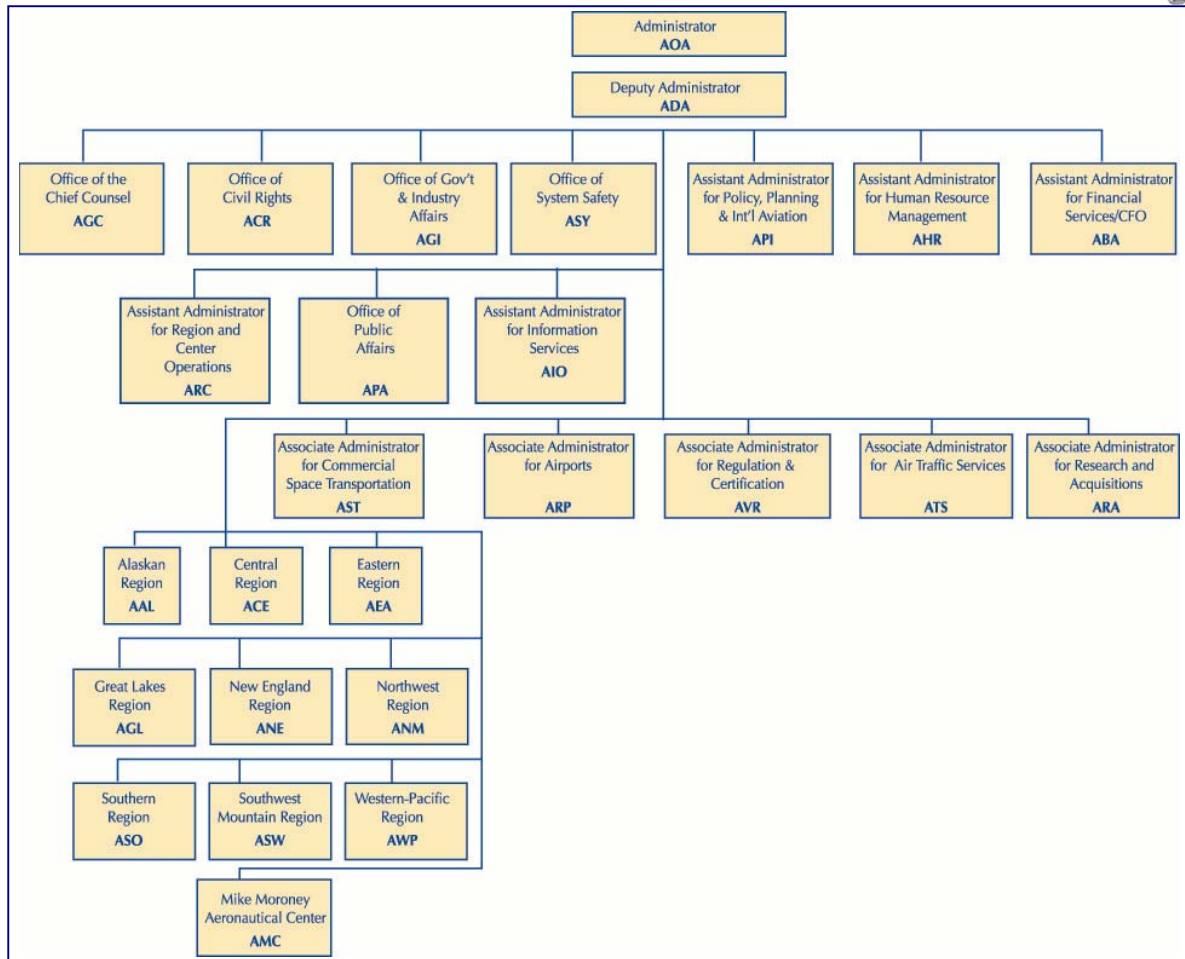 Administrator
AOA
Deputy Administrator
ADA
Office of the
Chief Counsel
AGC
Office of
Civil Rights
ACR
Office of Gov't
& Industry
Affairs
AGI
Office of
System Safety
ASY
Assistant Administrator
for Policy, Planning
& Int'l Aviation
API
Assistant Administrator
for Human Resource
Management
AHR
Assistant Administrator
for Financial
Services/CFO
ABA
Assistant Administrator
for Region and
Center
Operations
ARC
Office of
Public
Affairs
APA
Assistant Administrator
for Information
Services
AIO
Associate Administrator
for Commercial
Space Transportation
AST
Associate Administrator
for Airports
ARP
Associate Administrator
for Regulation &
Certification
AVR
Associate Administrator
for Air Traffic Services
ATS
Associate Administrator
for Research and
Acquisitions
ARA
Alaskan
Region
AAL
Central
Region
ACE
Eastern
Region
AEA
Great Lakes
Region
AGL
New England
Region
ANE
Northwest
Region
ANM
Southern
Region
ASO
Southwest
Mountain Region
ASW
Western-Pacific
Region
AWP
Mike Moroney
Aeronautical Center
AMC